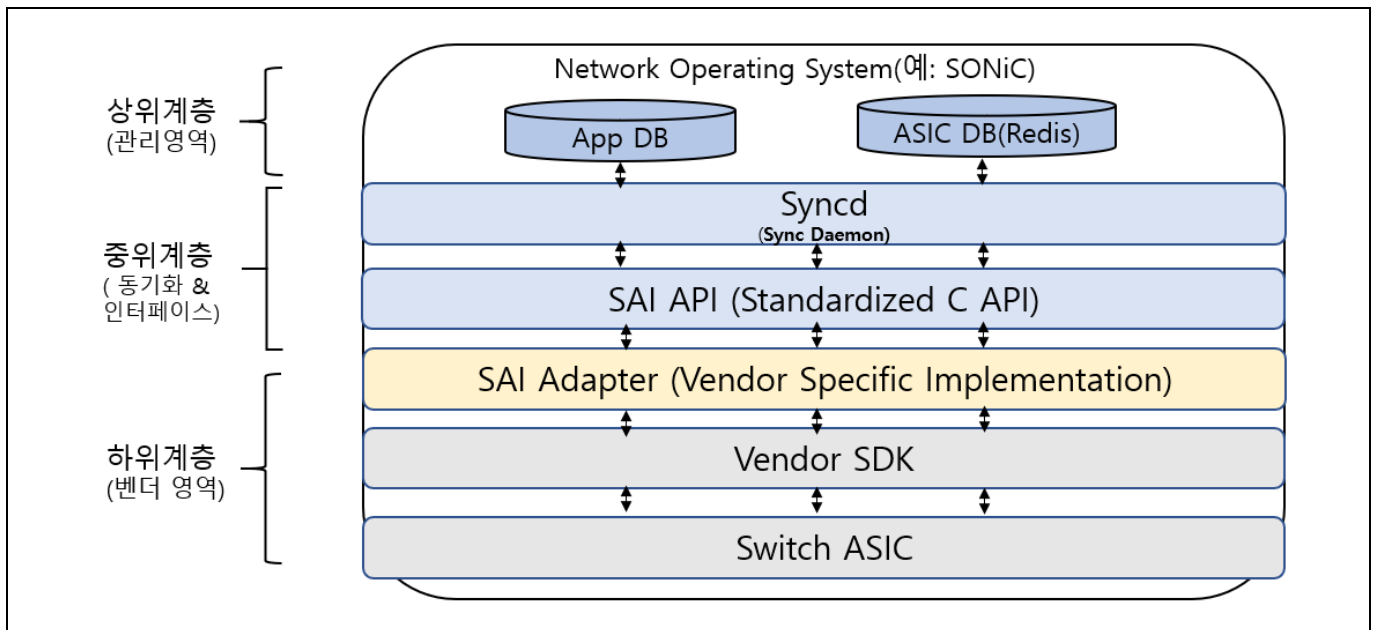 Network Operating System(예: SONiC)
상위계층
(관리영역)
App DB
ASIC DB(Redis)
Syncd
(Sync Daemon)
중위계층
( 동기화 &
인터페이스)
SAI API (Standardized C API)
SAI Adapter (Vendor Specific Implementation)
하위계층
(벤더 영역)
Vendor SDK
Switch ASIC